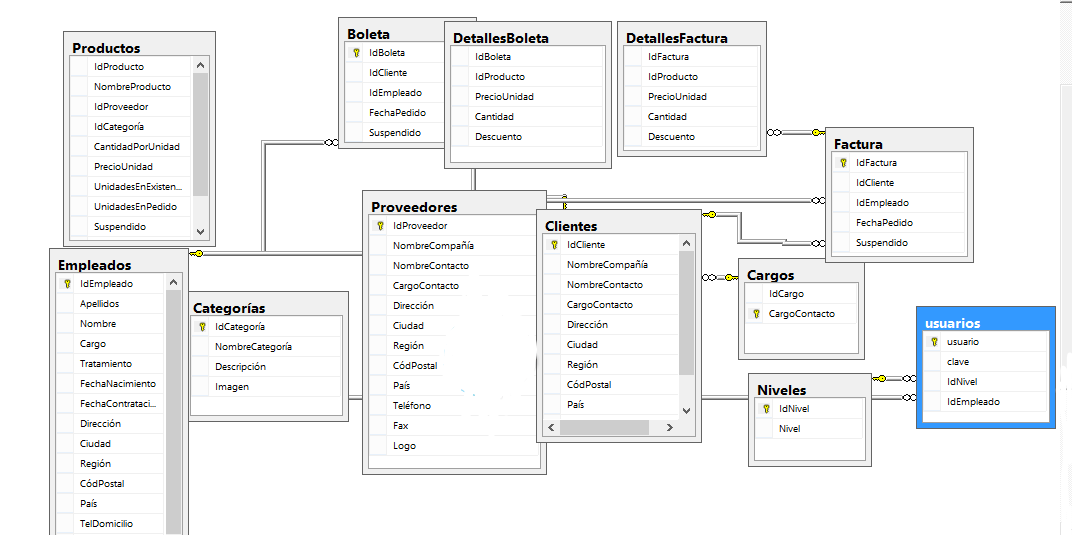 Productos
IdProducto
NombreProducto
IdProveedor
IdCategoría
CantidadPorUnidad
PrecioUnidad
UnidadesEnExisten...
UnidadesEnPedido
Suspendido
Boleta
IdBoleta
IdCliente
IdEmpleado
FechaPedido
Suspendido
DetallesBoleta
IdBoleta
IdProducto
PrecioUnidad
Cantidad
Descuento
DetallesFactura
IdFactura
IdProducto
PrecioUnidad
Cantidad
Descuento
Factura
IdFactura
IdCliente
IdEmpleado
FechaPedido
Suspendido
Empleados
IdEmpleado
Apellidos
Nombre
Cargo
Tratamiento
FechaNacimiento
FechaContrataci...
Dirección
Ciudad
Región
CódPostal
País
TelDomicilio
Categorías
IdCategoría
NombreCategoría
Descripción
Imagen
Proveedores
IdProveedor
NombreCompañía
NombreContacto
CargoContacto
Dirección
Ciudad
Región
CódPostal
País
Teléfono
Fax
Logo
Clientes
IdCliente
NombreCompañía
NombreContacto
CargoContacto
Dirección
Ciudad
Región
CódPostal
País
Cargos
IdCargo
CargoContacto
Niveles
IdNivel
Nivel
usuarios
usuario
clave
IdNivel
IdEmpleado